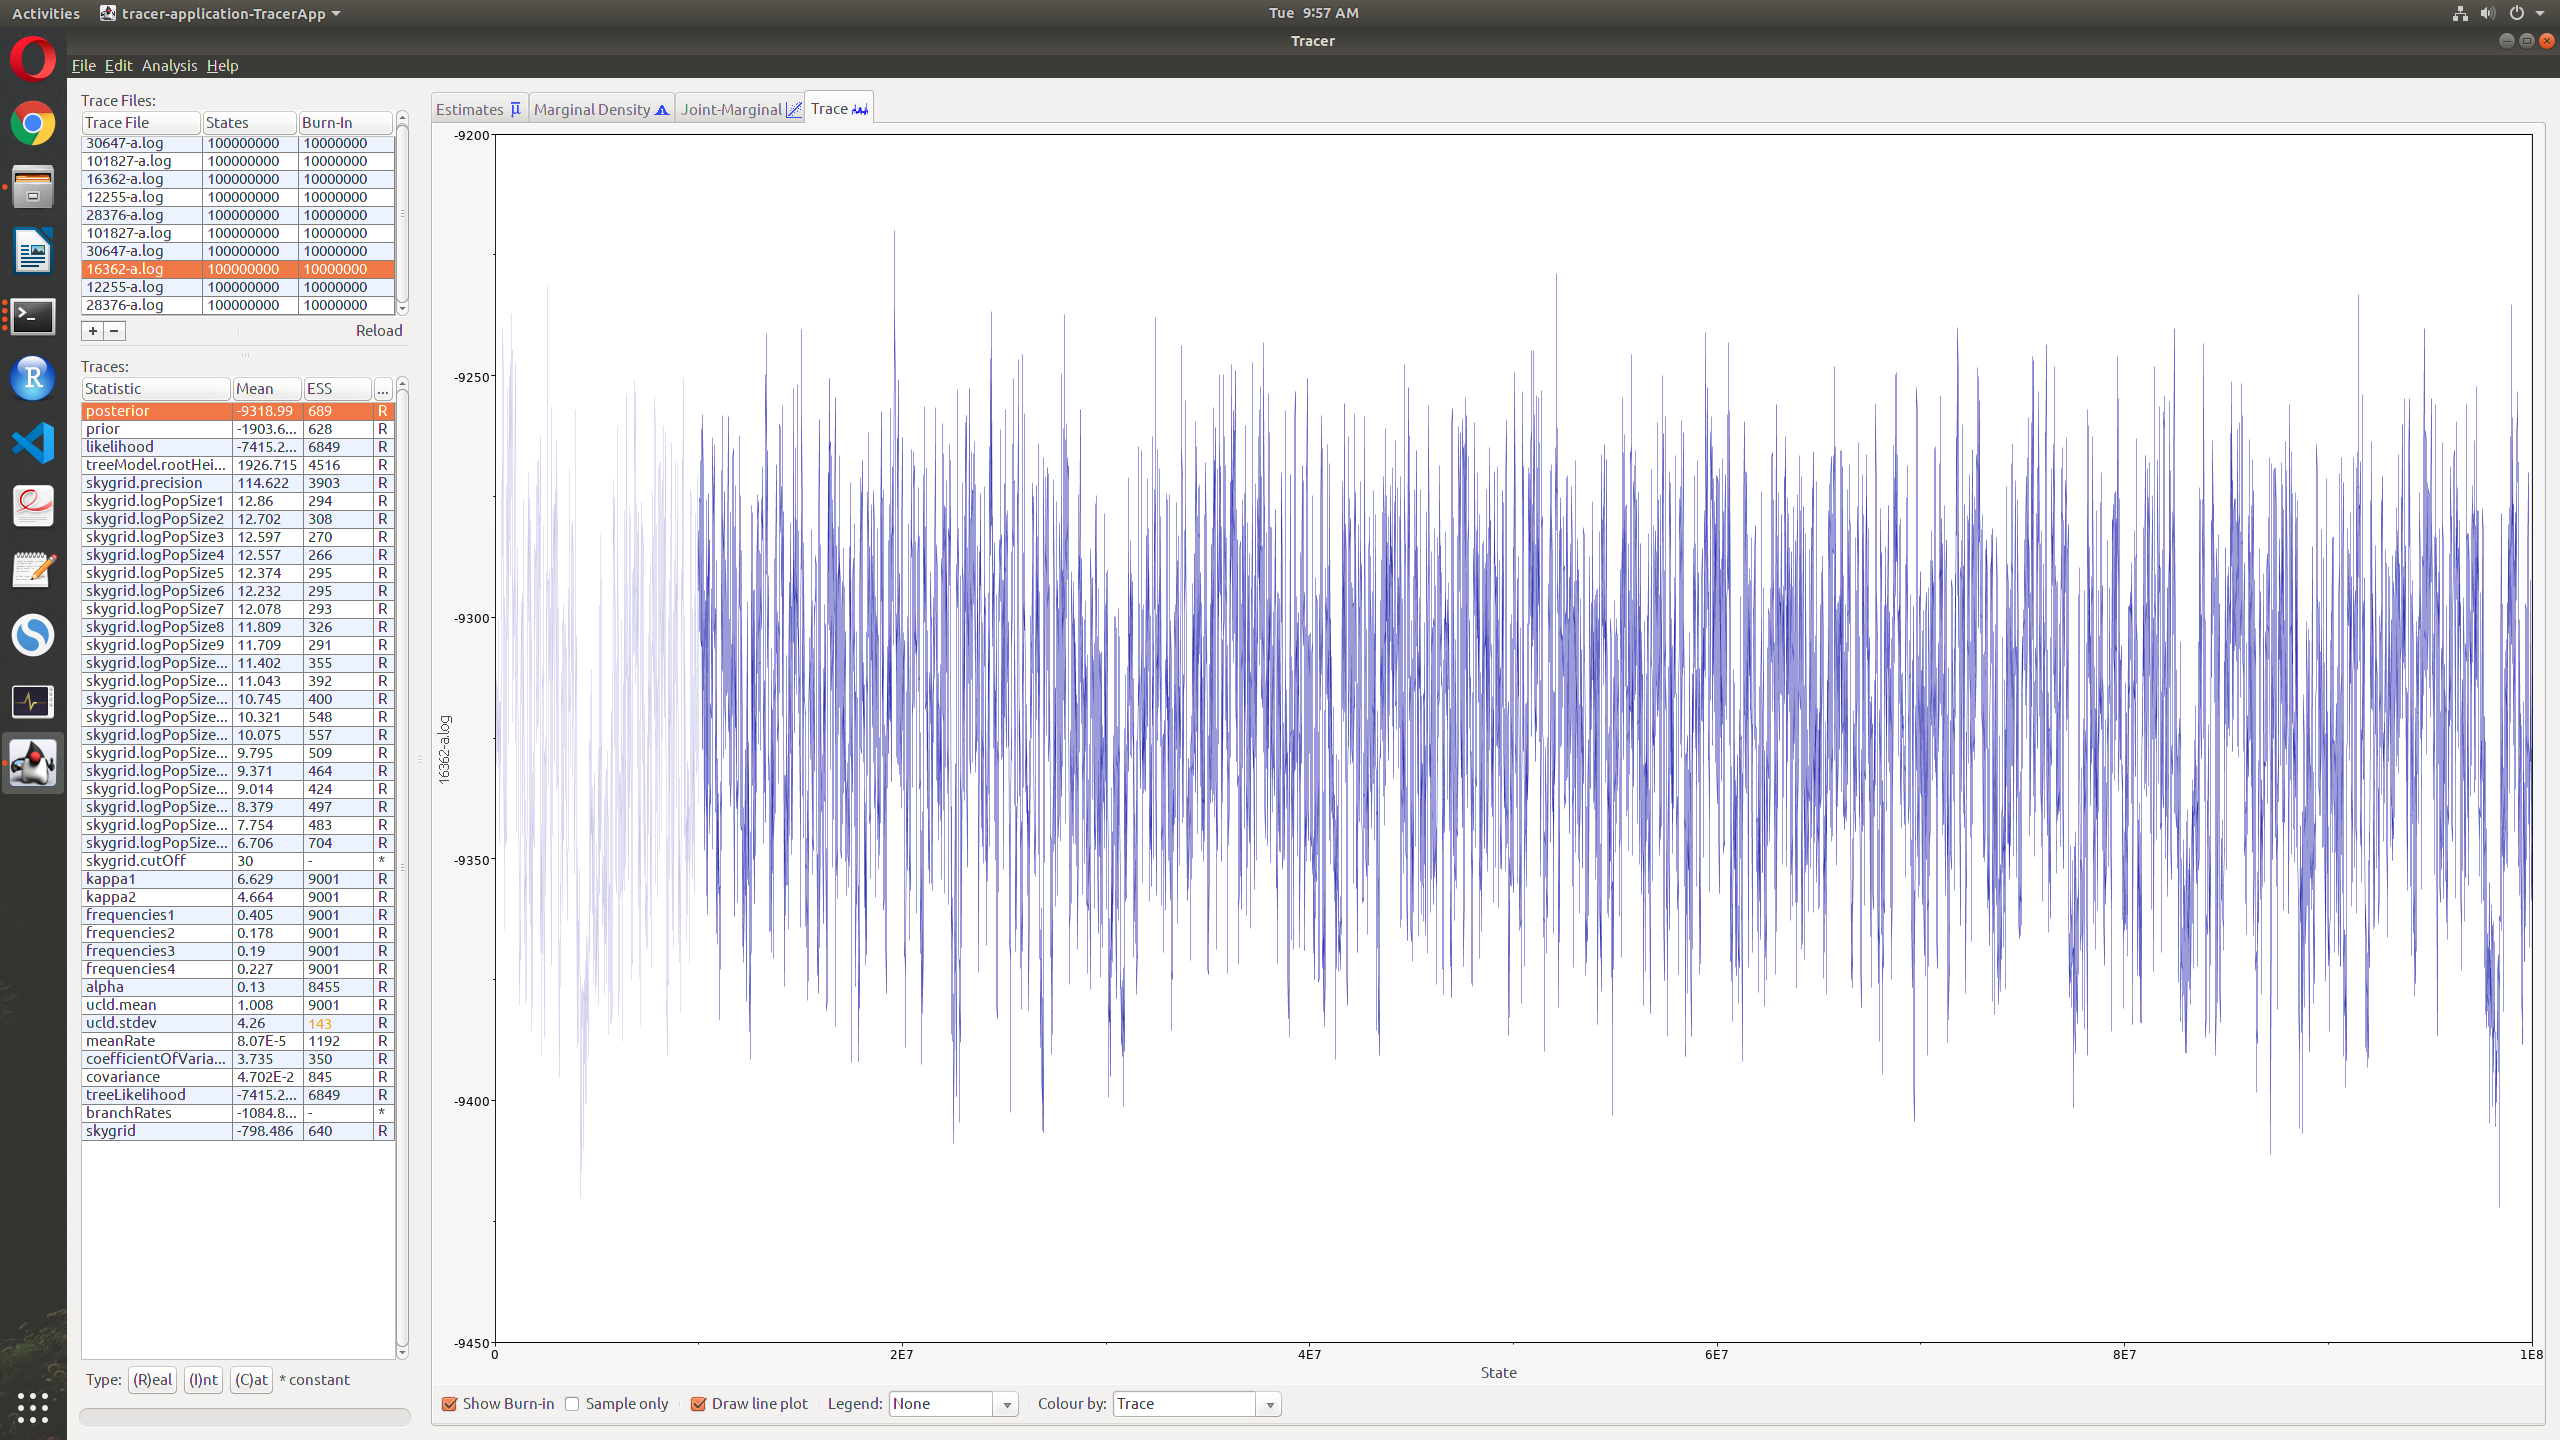 Activities tracer-application-TracerApp Tue 9:57 AM
Tracer
File Edit Analysis Help
Trace Files:
Trace File States Burn-In
30647-a.log 100000000 10000000
101827-a.log 100000000 10000000
16362-a.log 100000000 10000000
12255-a.log 100000000 10000000
28376-a.log 100000000 10000000
101827-a.log 100000000 10000000
30647-a.log 100000000 10000000
16362-a.log 100000000 10000000
12255-a.log 100000000 10000000
28376-a.log 100000000 10000000
+ - Reload
Traces:
Statistic Mean ESS ...
posterior -9318.99 689 R
prior -1903.6... 628 R
likelihood -7415.2... 6849 R
treeModel.rootHei... 1926.715 4516 R
skygrid.precision 114.622 3903 R
skygrid.logPopSize1 12.86 294 R
skygrid.logPopSize2 12.702 308 R
skygrid.logPopSize3 12.597 270 R
skygrid.logPopSize4 12.557 266 R
skygrid.logPopSize5 12.374 295 R
skygrid.logPopSize6 12.232 295 R
skygrid.logPopSize7 12.078 293 R
skygrid.logPopSize8 11.809 326 R
skygrid.logPopSize9 11.709 291 R
skygrid.logPopSize... 11.402 355 R
skygrid.logPopSize... 11.043 392 R
skygrid.logPopSize... 10.745 400 R
skygrid.logPopSize... 10.321 548 R
skygrid.logPopSize... 10.075 557 R
skygrid.logPopSize... 9.795 509 R
skygrid.logPopSize... 9.371 464 R
skygrid.logPopSize... 9.014 424 R
skygrid.logPopSize... 8.379 497 R
skygrid.logPopSize... 7.754 483 R
skygrid.logPopSize... 6.706 704 R
skygrid.cutOff 30 - *
kappa1 6.629 9001 R
kappa2 4.664 9001 R
frequencies1 0.405 9001 R
frequencies2 0.178 9001 R
frequencies3 0.19 9001 R
frequencies4 0.227 9001 R
alpha 0.13 8455 R
ucld.mean 1.008 9001 R
ucld.stdev 4.26 143 R
meanRate 8.07E-5 1192 R
coefficientOfVaria... 3.735 350 R
covariance 4.702E-2 845 R
treeLikelihood -7415.2... 6849 R
branchRates -1084.8... - *
skygrid -798.486 640 R
Type: (R)eal (I)nt (C)at * constant
Estimates Marginal Density Joint-Marginal Trace
-9200
-9250
-9300
-9350
-9400
-9450
16362-a.log
0 2E7 4E7 6E7 8E7 1E8
State
Show Burn-in Sample only Draw line plot Legend: None Colour by: Trace